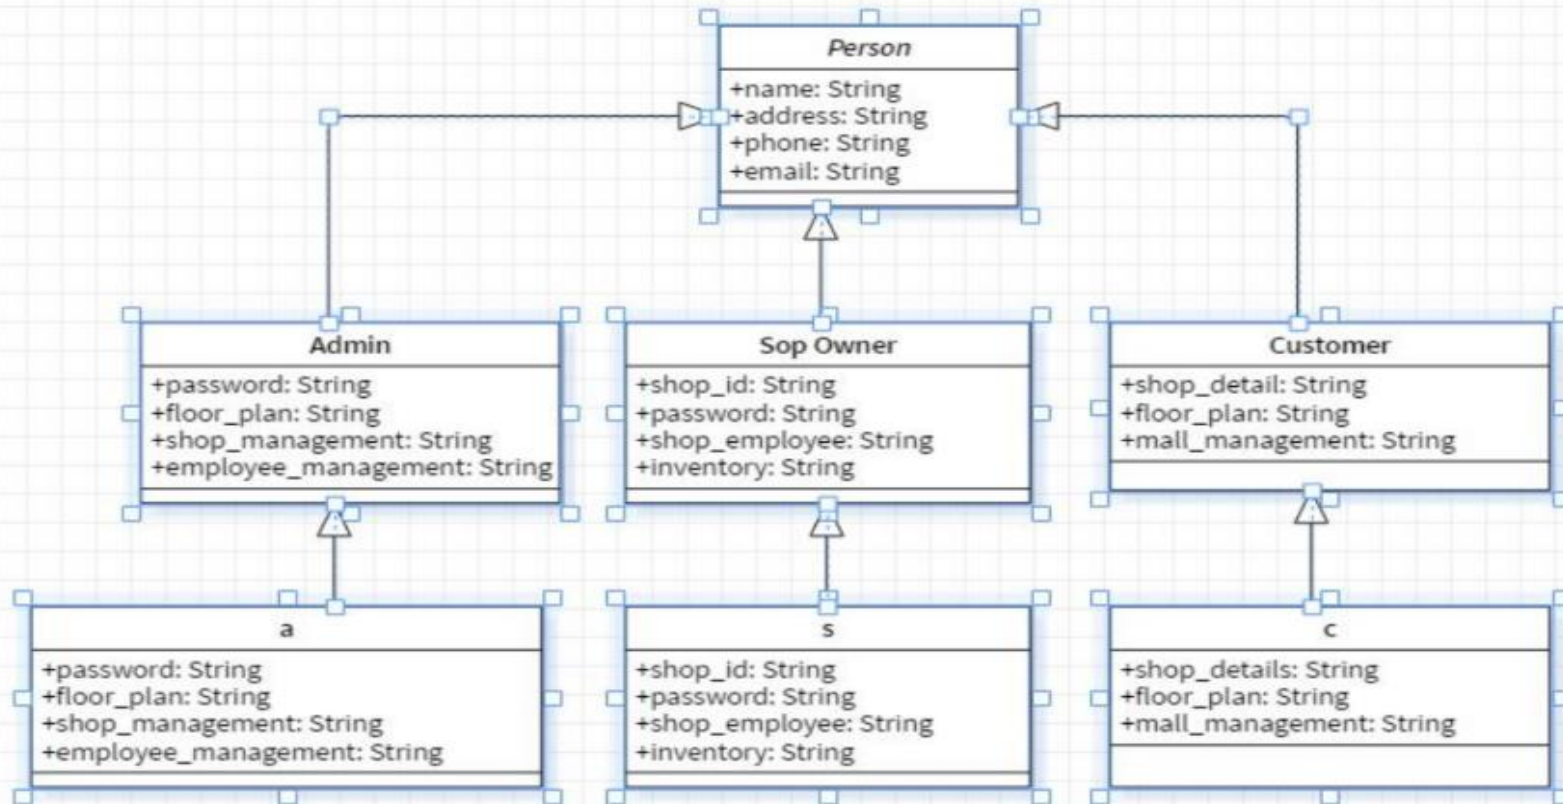 Person
+name: String
+address: String
+phone: String
+email: String
Admin
+password: String
+floor_plan: String
+shop_management: String
+employee_management: String
Sop Owner
+shop_id: String
+password: String
+shop_employee: String
+inventory: String
Customer
+shop_detail: String
+floor_plan: String
+mall_management: String
a
+password: String
+floor_plan: String
+shop_management: String
+employee_management: String
s
+shop_id: String
+password: String
+shop_employee: String
+inventory: String
c
+shop_details: String
+floor_plan: String
+mall_management: String